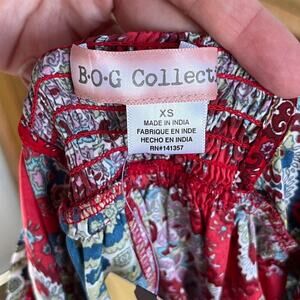 B·O·G Collect
XS
MADE IN INDIA
FABRIQUE EN INDE
HECHO EN INDIA
RN#141357